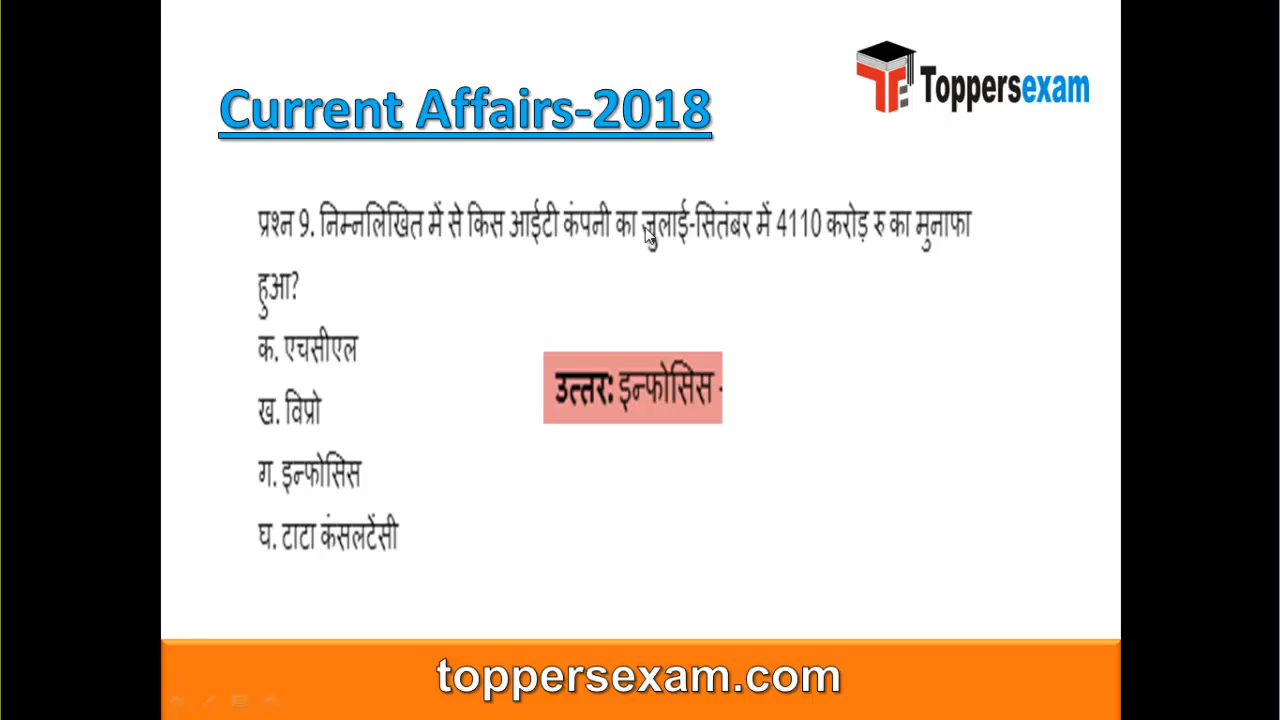 Toppersexam
Current Affairs-2018
प्रश्न 9. निम्नलिखित में से किस आईटी कंपनी का जुलाई-सितंबर में 4110 करोड़ रु का मुनाफा
हुआ?
क. एचसीएल
ख. विप्रो
ग. इन्फोसिस
घ. टाटा कंसलटेंसी
उत्तर: इन्फोसिस -
toppersexam.com